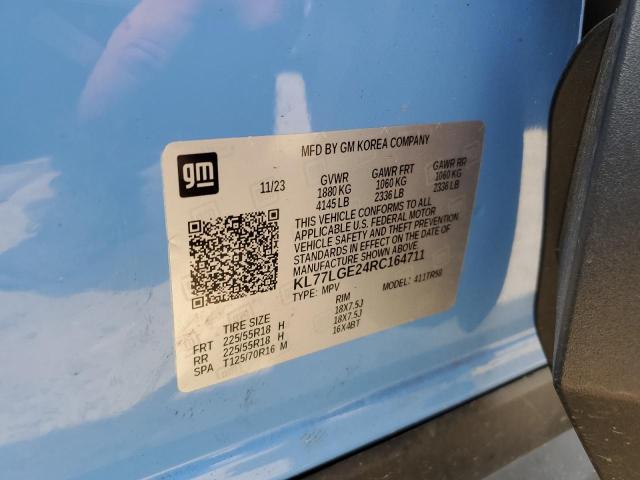 gm
MFD BY GM KOREA COMPANY
11/23
GVWR GAWR FRT GAWR RR
1880 KG 1060 KG 1060 KG
4145 LB 2336 LB 2336 LB
THIS VEHICLE CONFORMS TO ALL
APPLICABLE U.S. FEDERAL MOTOR
VEHICLE SAFETY AND THEFT PREVENTION
STANDARDS IN EFFECT ON THE DATE OF
MANUFACTURE SHOWN ABOVE.
KL77LGE24RC164711
TYPE: MPV MODEL: 411TR58
TIRE SIZE RIM
FRT 225/55R18 H 18X7.5J
RR 225/55R18 H 18X7.5J
SPA T125/70R16 M 16X4BT